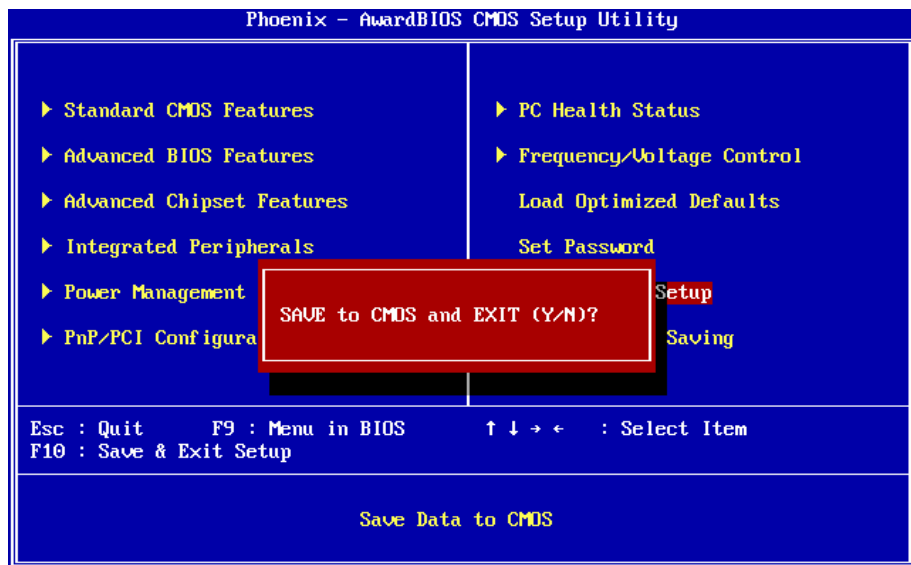 Phoenix - AwardBIOS CMOS Setup Utility
Standard CMOS Features
Advanced BIOS Features
Advanced Chipset Features
Integrated Peripherals
Power Management
PnP/PCI Configura
PC Health Status
Frequency/Voltage Control
Load Optimized Defaults
Set Password
Setup
Saving
SAVE to CMOS and EXIT (Y/N)?
Esc : Quit F9 : Menu in BIOS ↑ ↓ → ← : Select Item
F10 : Save & Exit Setup
Save Data to CMOS